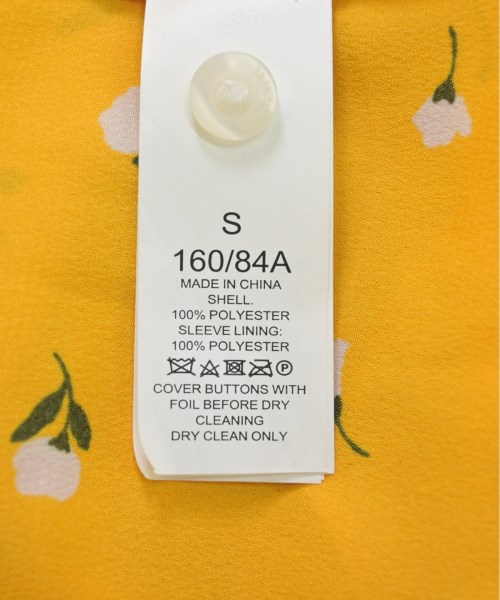 S
160/84A
MADE IN CHINA
SHELL.
100% POLYESTER
SLEEVE LINING:
100% POLYESTER
P
COVER BUTTONS WITH
FOIL BEFORE DRY
CLEANING
DRY CLEAN ONLY